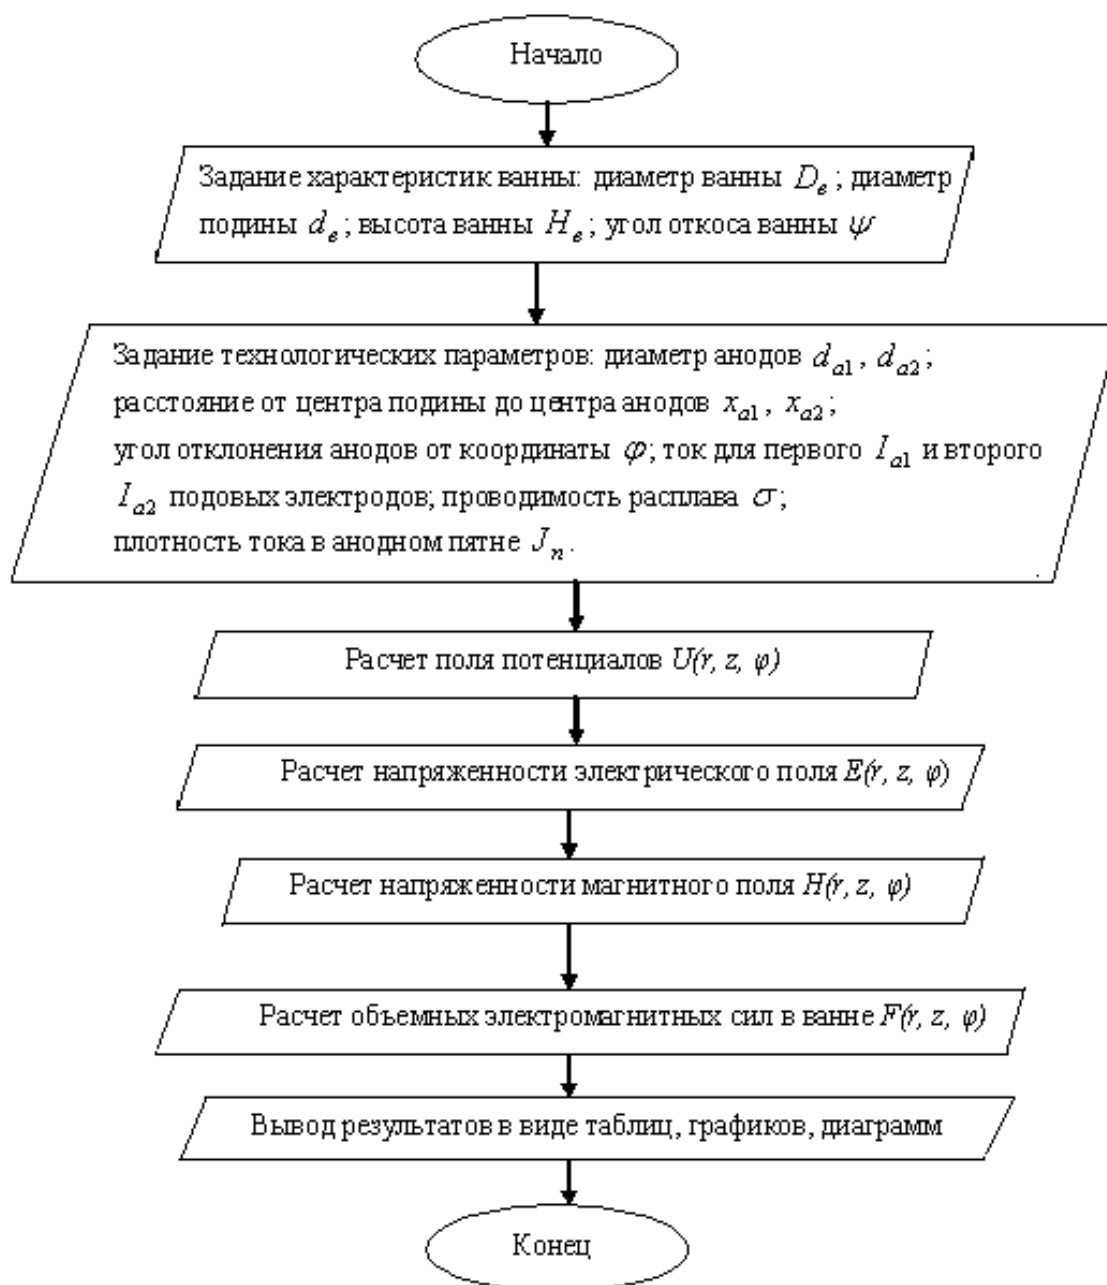 Начало
Задание характеристик ванны: диаметр ванны D_в; диаметр
подины d_в; высота ванны H_в; угол откоса ванны ψ
Задание технологических параметров: диаметр анодов d_a1, d_a2;
расстояние от центра подины до центра анодов x_a1, x_a2;
угол отклонения анодов от координаты φ; ток для первого I_a1 и второго
I_a2 подовых электродов; проводимость расплава σ;
плотность тока в анодном пятне J_n.
Расчет поля потенциалов U(r, z, φ)
Расчет напряженности электрического поля E(r, z, φ)
Расчет напряженности магнитного поля H(r, z, φ)
Расчет объемных электромагнитных сил в ванне F(r, z, φ)
Вывод результатов в виде таблиц, графиков, диаграмм
Конец